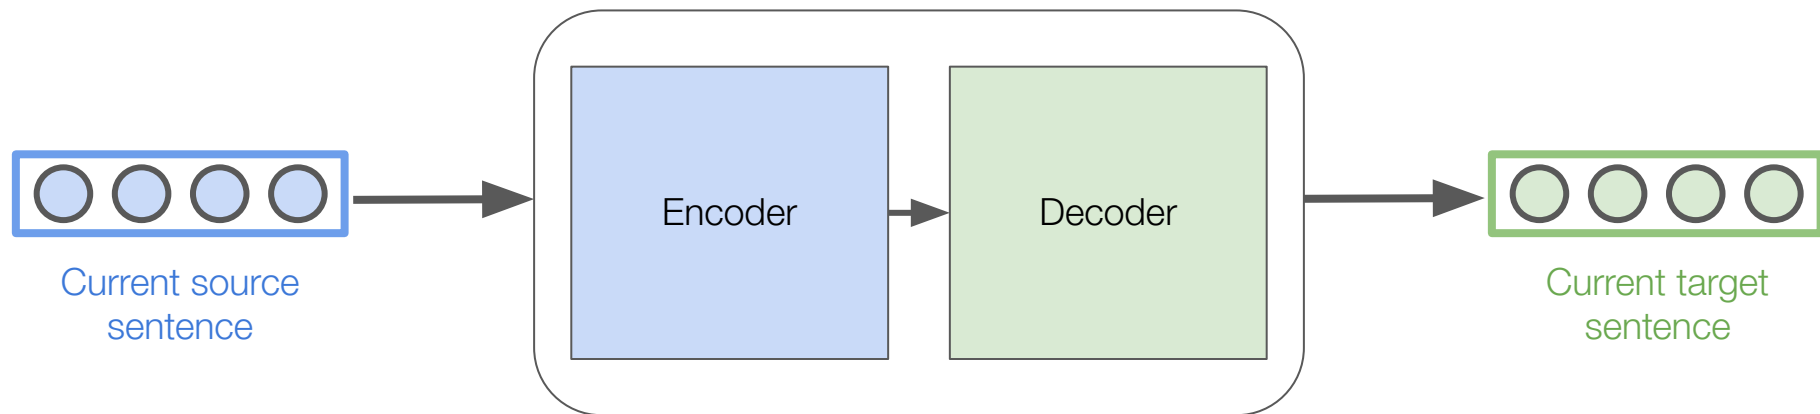 Encoder
Decoder
Current source
sentence
Current target
sentence